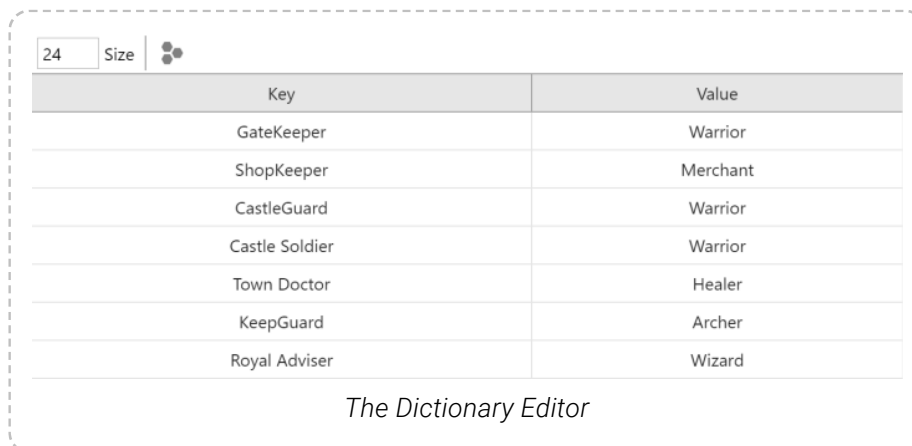 24 Size
Key Value
GateKeeper Warrior
ShopKeeper Merchant
CastleGuard Warrior
Castle Soldier Warrior
Town Doctor Healer
KeepGuard Archer
Royal Adviser Wizard
The Dictionary Editor